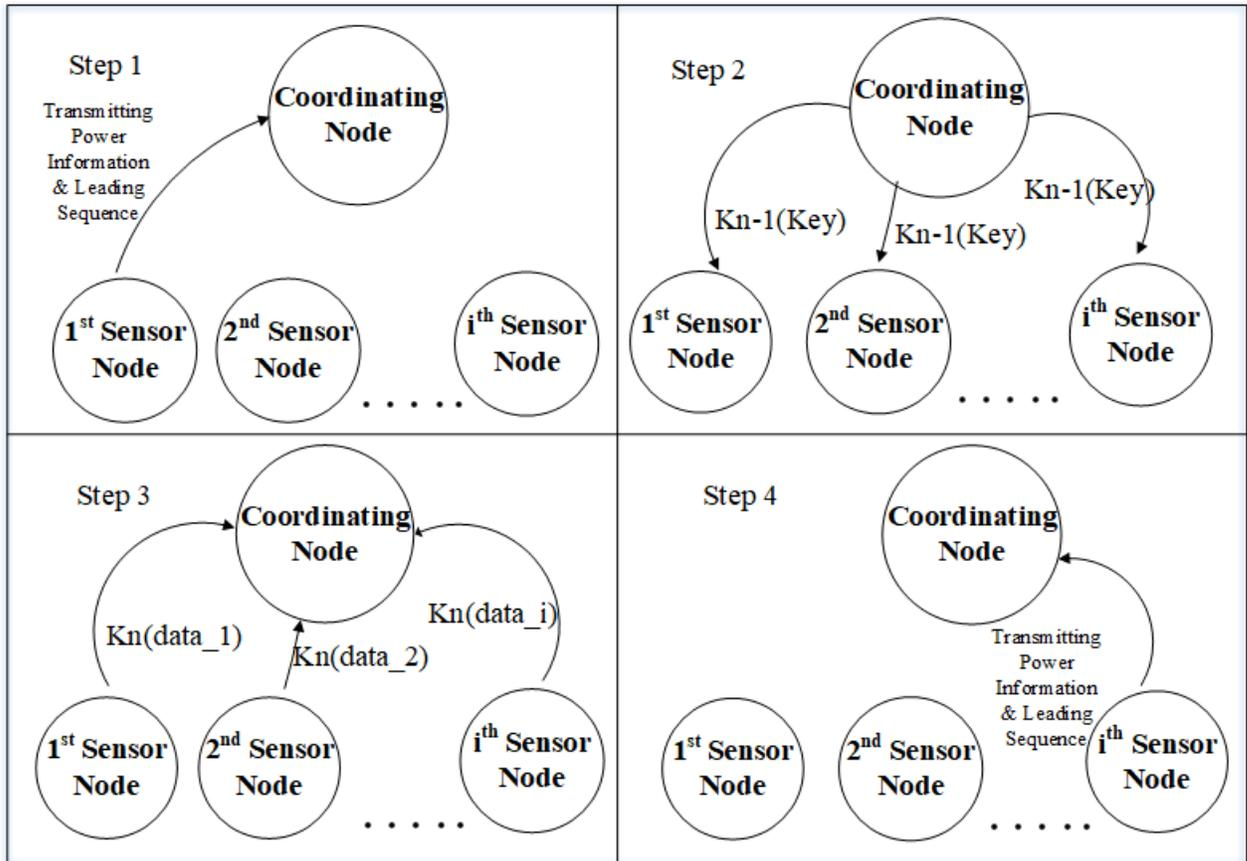 Step 1
Transmitting
Power
Information
& Leading
Sequence
Coordinating
Node
1st Sensor
Node
2nd Sensor
Node
. . . . .
ith Sensor
Node
Step 2
Coordinating
Node
Kn-1(Key)
Kn-1(Key)
Kn-1(Key)
1st Sensor
Node
2nd Sensor
Node
. . . . .
ith Sensor
Node
Step 3
Coordinating
Node
Kn(data_1)
Kn(data_2)
Kn(data_i)
1st Sensor
Node
2nd Sensor
Node
. . . . .
ith Sensor
Node
Step 4
Coordinating
Node
Transmitting
Power
Information
& Leading
Sequence
1st Sensor
Node
2nd Sensor
Node
. . . . .
ith Sensor
Node